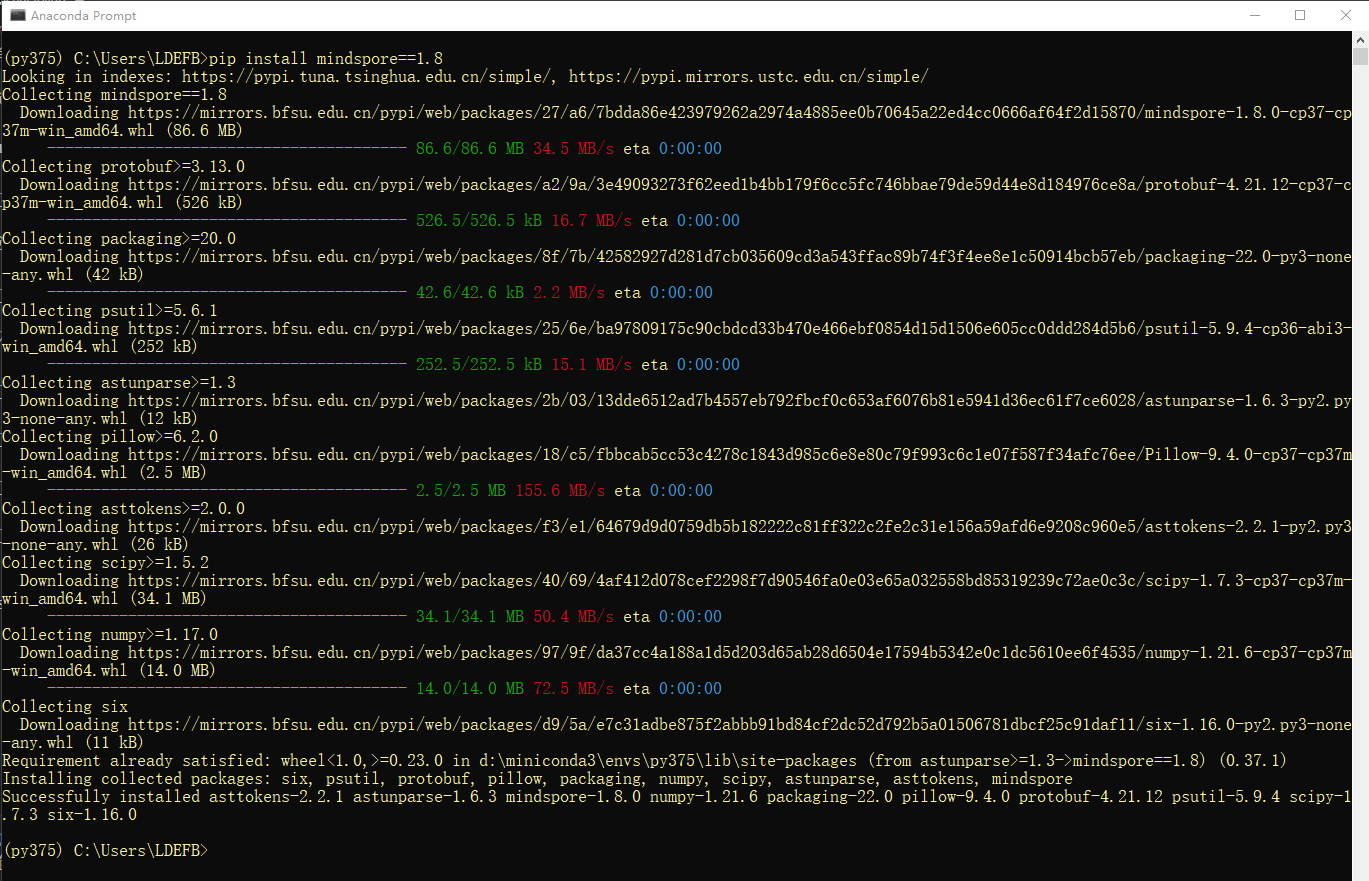 Anaconda Prompt
(py375) C:\Users\LDEFB>pip install mindspore==1.8
Looking in indexes: https://pypi.tuna.tsinghua.edu.cn/simple/, https://pypi.mirrors.ustc.edu.cn/simple/
Collecting mindspore==1.8
  Downloading https://mirrors.bfsu.edu.cn/pypi/web/packages/27/a6/7bdda86e423979262a2974a4885ee0b70645a22ed4cc0666af64f2d15870/mindspore-1.8.0-cp37-cp
37m-win_amd64.whl (86.6 MB)
     ---------------------------------------- 86.6/86.6 MB 34.5 MB/s eta 0:00:00
Collecting protobuf>=3.13.0
  Downloading https://mirrors.bfsu.edu.cn/pypi/web/packages/a2/9a/3e49093273f62eed1b4bb179f6cc5fc746bbae79de59d44e8d184976ce8a/protobuf-4.21.12-cp37-c
p37m-win_amd64.whl (526 kB)
     ---------------------------------------- 526.5/526.5 kB 16.7 MB/s eta 0:00:00
Collecting packaging>=20.0
  Downloading https://mirrors.bfsu.edu.cn/pypi/web/packages/8f/7b/42582927d281d7cb035609cd3a543ffac89b74f3f4ee8e1c50914bcb57eb/packaging-22.0-py3-none
-any.whl (42 kB)
     ---------------------------------------- 42.6/42.6 kB 2.2 MB/s eta 0:00:00
Collecting psutil>=5.6.1
  Downloading https://mirrors.bfsu.edu.cn/pypi/web/packages/25/6e/ba97809175c90cbdcd33b470e466ebf0854d15d1506e605cc0ddd284d5b6/psutil-5.9.4-cp36-abi3-
win_amd64.whl (252 kB)
     ---------------------------------------- 252.5/252.5 kB 15.1 MB/s eta 0:00:00
Collecting astunparse>=1.3
  Downloading https://mirrors.bfsu.edu.cn/pypi/web/packages/2b/03/13dde6512ad7b4557eb792fbcf0c653af6076b81e5941d36ec61f7ce6028/astunparse-1.6.3-py2.py
3-none-any.whl (12 kB)
Collecting pillow>=6.2.0
  Downloading https://mirrors.bfsu.edu.cn/pypi/web/packages/18/c5/fbbcab5cc53c4278c1843d985c6e8e80c79f993c6c1e07f587f34afc76ee/Pillow-9.4.0-cp37-cp37m
-win_amd64.whl (2.5 MB)
     ---------------------------------------- 2.5/2.5 MB 155.6 MB/s eta 0:00:00
Collecting asttokens>=2.0.0
  Downloading https://mirrors.bfsu.edu.cn/pypi/web/packages/f3/e1/64679d9d0759db5b182222c81ff322c2fe2c31e156a59afd6e9208c960e5/asttokens-2.2.1-py2.py3
-none-any.whl (26 kB)
Collecting scipy>=1.5.2
  Downloading https://mirrors.bfsu.edu.cn/pypi/web/packages/40/69/4af412d078cef2298f7d90546fa0e03e65a032558bd85319239c72ae0c3c/scipy-1.7.3-cp37-cp37m-
win_amd64.whl (34.1 MB)
     ---------------------------------------- 34.1/34.1 MB 50.4 MB/s eta 0:00:00
Collecting numpy>=1.17.0
  Downloading https://mirrors.bfsu.edu.cn/pypi/web/packages/97/9f/da37cc4a188a1d5d203d65ab28d6504e17594b5342e0c1dc5610ee6f4535/numpy-1.21.6-cp37-cp37m
-win_amd64.whl (14.0 MB)
     ---------------------------------------- 14.0/14.0 MB 72.5 MB/s eta 0:00:00
Collecting six
  Downloading https://mirrors.bfsu.edu.cn/pypi/web/packages/d9/5a/e7c31adbe875f2abbb91bd84cf2dc52d792b5a01506781dbcf25c91daf11/six-1.16.0-py2.py3-none
-any.whl (11 kB)
Requirement already satisfied: wheel<1.0,>=0.23.0 in d:\miniconda3\envs\py375\lib\site-packages (from astunparse>=1.3->mindspore==1.8) (0.37.1)
Installing collected packages: six, psutil, protobuf, pillow, packaging, numpy, scipy, astunparse, asttokens, mindspore
Successfully installed asttokens-2.2.1 astunparse-1.6.3 mindspore-1.8.0 numpy-1.21.6 packaging-22.0 pillow-9.4.0 protobuf-4.21.12 psutil-5.9.4 scipy-1
.7.3 six-1.16.0
(py375) C:\Users\LDEFB>